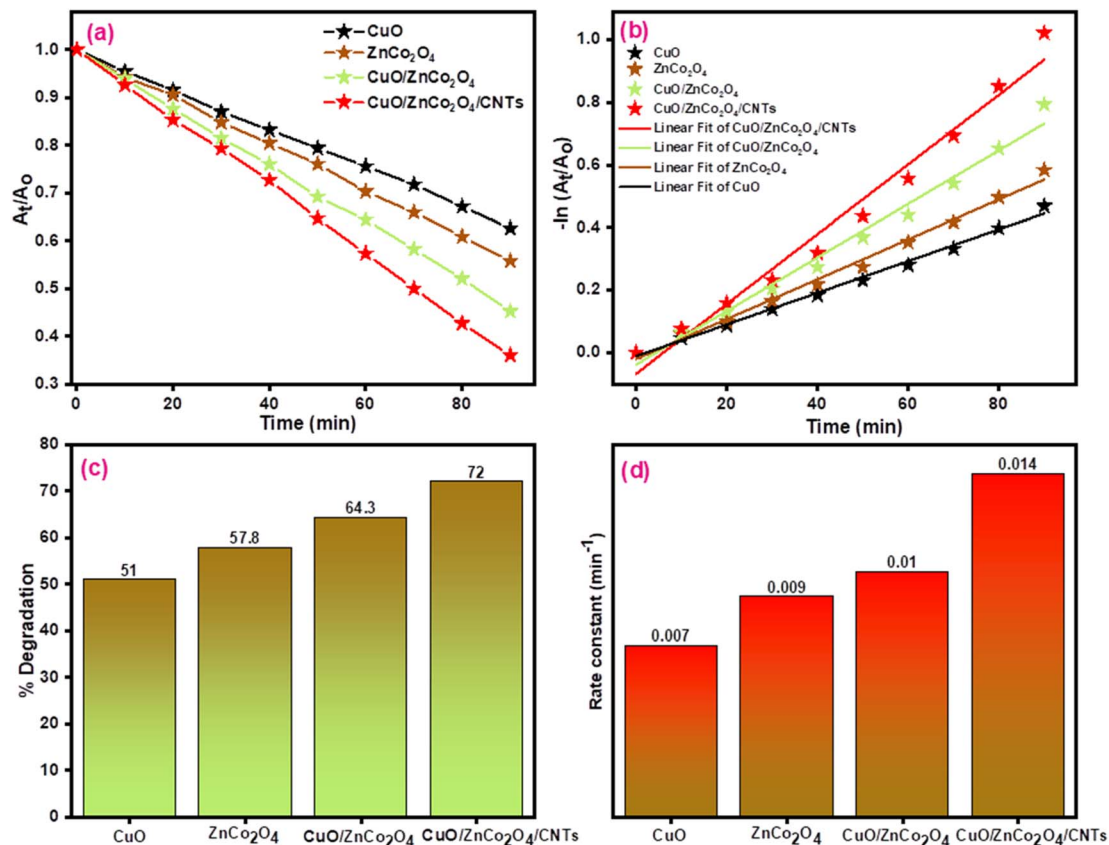 (a)
CuO
ZnCo₂O₄
CuO/ZnCo₂O₄
CuO/ZnCo₂O₄/CNTs
1.0
0.9
0.8
0.7
0.6
0.5
0.4
0.3
Aₜ/Aₒ
0 20 40 60 80
Time (min)
(b)
CuO
ZnCo₂O₄
CuO/ZnCo₂O₄
CuO/ZnCo₂O₄/CNTs
Linear Fit of CuO/ZnCo₂O₄/CNTs
Linear Fit of CuO/ZnCo₂O₄
Linear Fit of ZnCo₂O₄
Linear Fit of CuO
1.0
0.8
0.6
0.4
0.2
0.0
-ln (Aₜ/Aₒ)
0 20 40 60 80
Time (min)
(c)
80
70
60
50
40
30
20
10
0
% Degradation
51
57.8
64.3
72
CuO ZnCo₂O₄ CuO/ZnCo₂O₄ CuO/ZnCo₂O₄/CNTs
(d)
Rate constant (min⁻¹)
0.007
0.009
0.01
0.014
CuO ZnCo₂O₄ CuO/ZnCo₂O₄ CuO/ZnCo₂O₄/CNTs